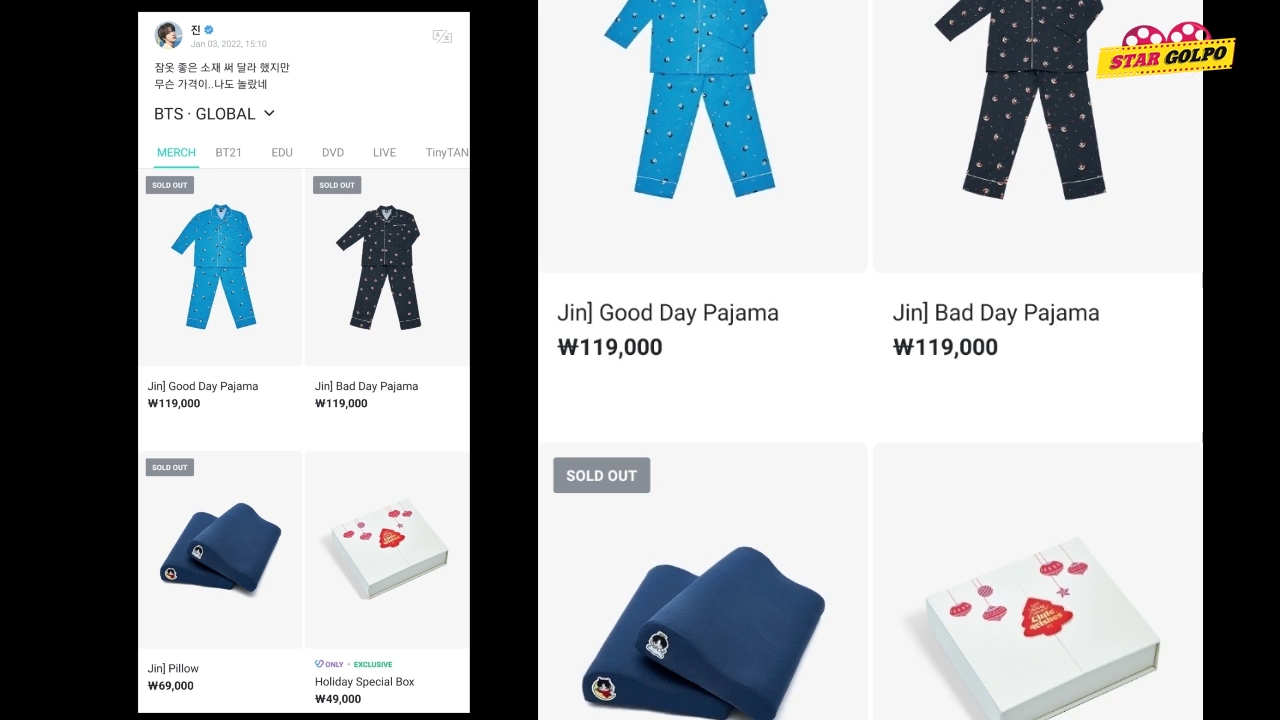 진
Jan 03, 2022, 15:10
잠옷 좋은 소재 써 달라 했지만
무슨 가격이..나도 놀랐네
BTS · GLOBAL
MERCH BT21 EDU DVD LIVE TinyTAN
SOLD OUT
SOLD OUT
Jin] Good Day Pajama
₩119,000
Jin] Bad Day Pajama
₩119,000
SOLD OUT
Jin] Pillow
₩69,000
ONLY • EXCLUSIVE
Holiday Special Box
₩49,000
STAR GOLPO
Jin] Good Day Pajama
₩119,000
Jin] Bad Day Pajama
₩119,000
SOLD OUT